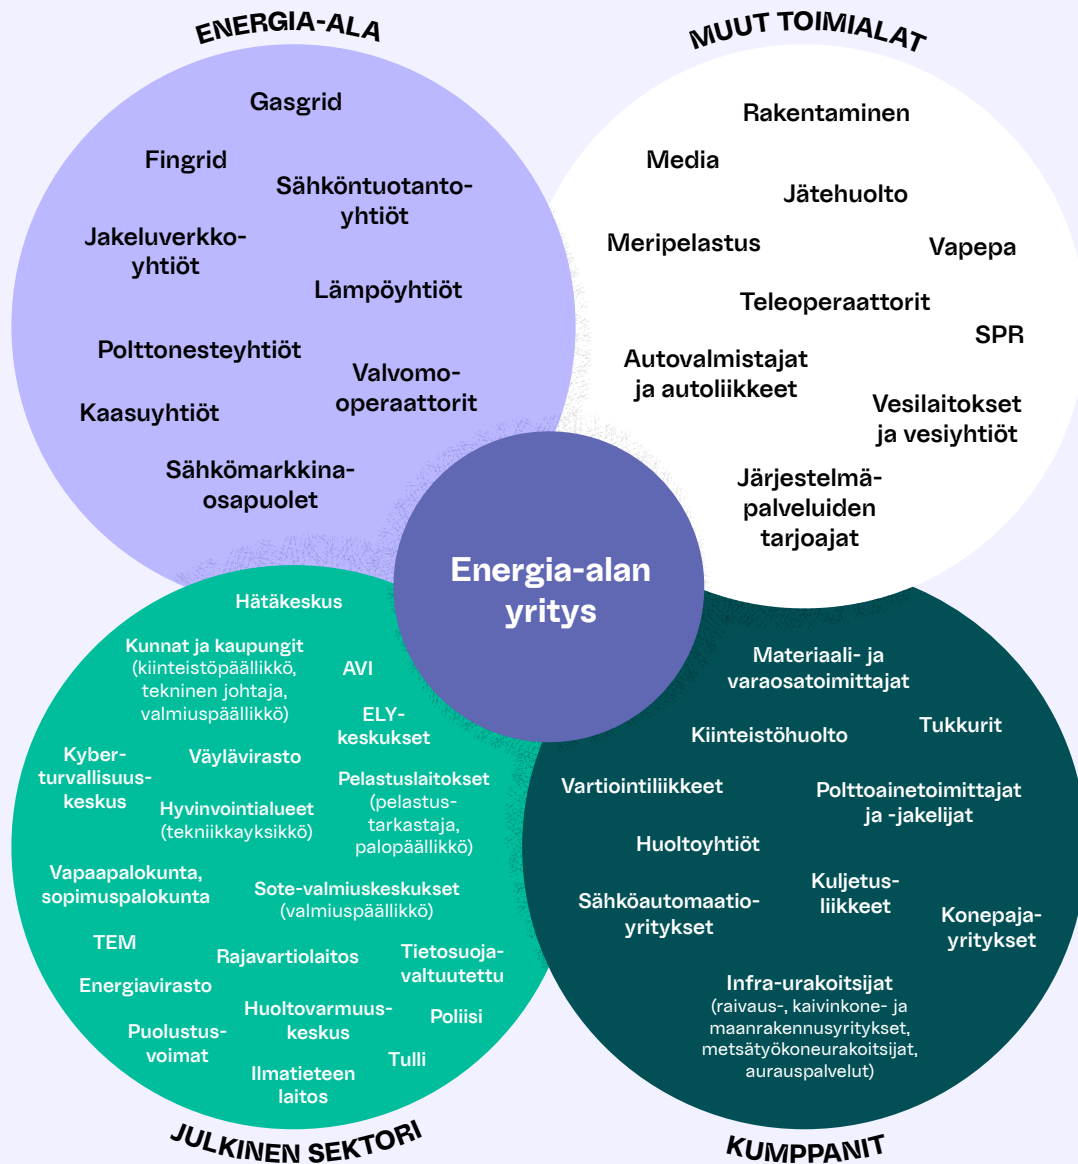 ENERGIA-ALA
Gasgrid
Fingrid
Sähköntuotanto-
yhtiöt
Jakeluverkko-
yhtiöt
Lämpöyhtiöt
Polttonesteyhtiöt
Valvomo-
operaattorit
Kaasuyhtiöt
Sähkömarkkina-
osapuolet
MUUT TOIMIALAT
Rakentaminen
Media
Jätehuolto
Meripelastus
Vapepa
Teleoperaattorit
SPR
Autovalmistajat
ja autoliikkeet
Vesilaitokset
ja vesiyhtiöt
Järjestelmä-
palveluiden
tarjoajat
Energia-alan
yritys
Hätäkeskus
Kunnat ja kaupungit
(kiinteistöpäällikkö,
tekninen johtaja,
valmiuspäällikkö)
AVI
ELY-
keskukset
Kyber-
turvallisuus-
keskus
Väylävirasto
Pelastuslaitokset
(pelastus-
tarkastaja,
palopäällikkö)
Hyvinvointialueet
(tekniikkayksikkö)
Vapaapalokunta,
sopimuspalokunta
Sote-valmiuskeskukset
(valmiuspäällikkö)
TEM
Rajavartiolaitos
Tietosuoja-
valtuutettu
Energiavirasto
Huoltovarmuus-
keskus
Poliisi
Puolustus-
voimat
Tulli
Ilmatieteen
laitos
JULKINEN SEKTORI
Materiaali- ja
varaosatoimittajat
Kiinteistöhuolto
Tukkurit
Vartiointiliikkeet
Polttoainetoimittajat
ja -jakelijat
Huoltoyhtiöt
Kuljetus-
liikkeet
Sähköautomaatio-
yritykset
Konepaja-
yritykset
Infra-urakoitsijat
(raivaus-, kaivinkone- ja
maanrakennusyritykset,
metsätyökoneurakoitsijat,
aurauspalvelut)
KUMPPANIT